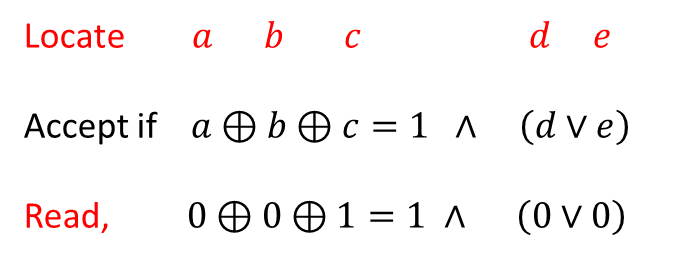 Locate a b c d e
Accept if a ⊕ b ⊕ c = 1 ∧ (d ∨ e)
Read, 0 ⊕ 0 ⊕ 1 = 1 ∧ (0 ∨ 0)